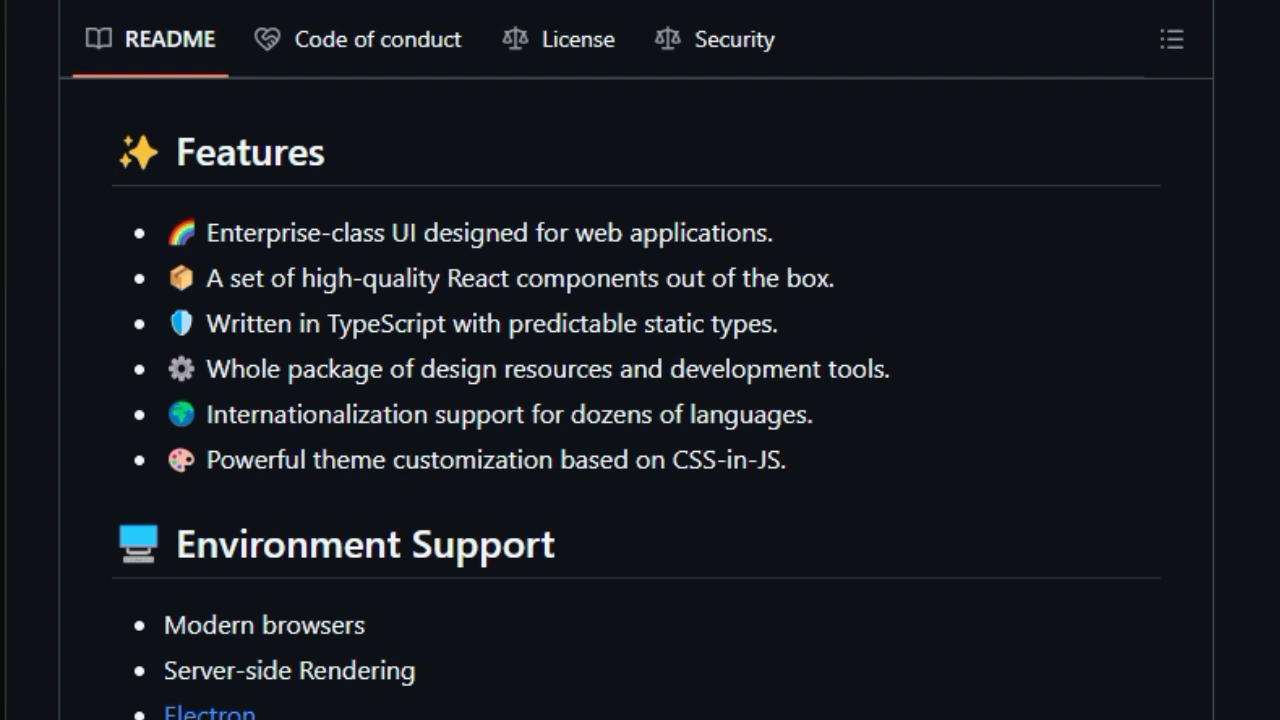 README Code of conduct License Security
✨ Features
🌈 Enterprise-class UI designed for web applications.
📦 A set of high-quality React components out of the box.
🛡 Written in TypeScript with predictable static types.
⚙️ Whole package of design resources and development tools.
🌍 Internationalization support for dozens of languages.
🎨 Powerful theme customization based on CSS-in-JS.
🖥 Environment Support
Modern browsers
Server-side Rendering
Electron